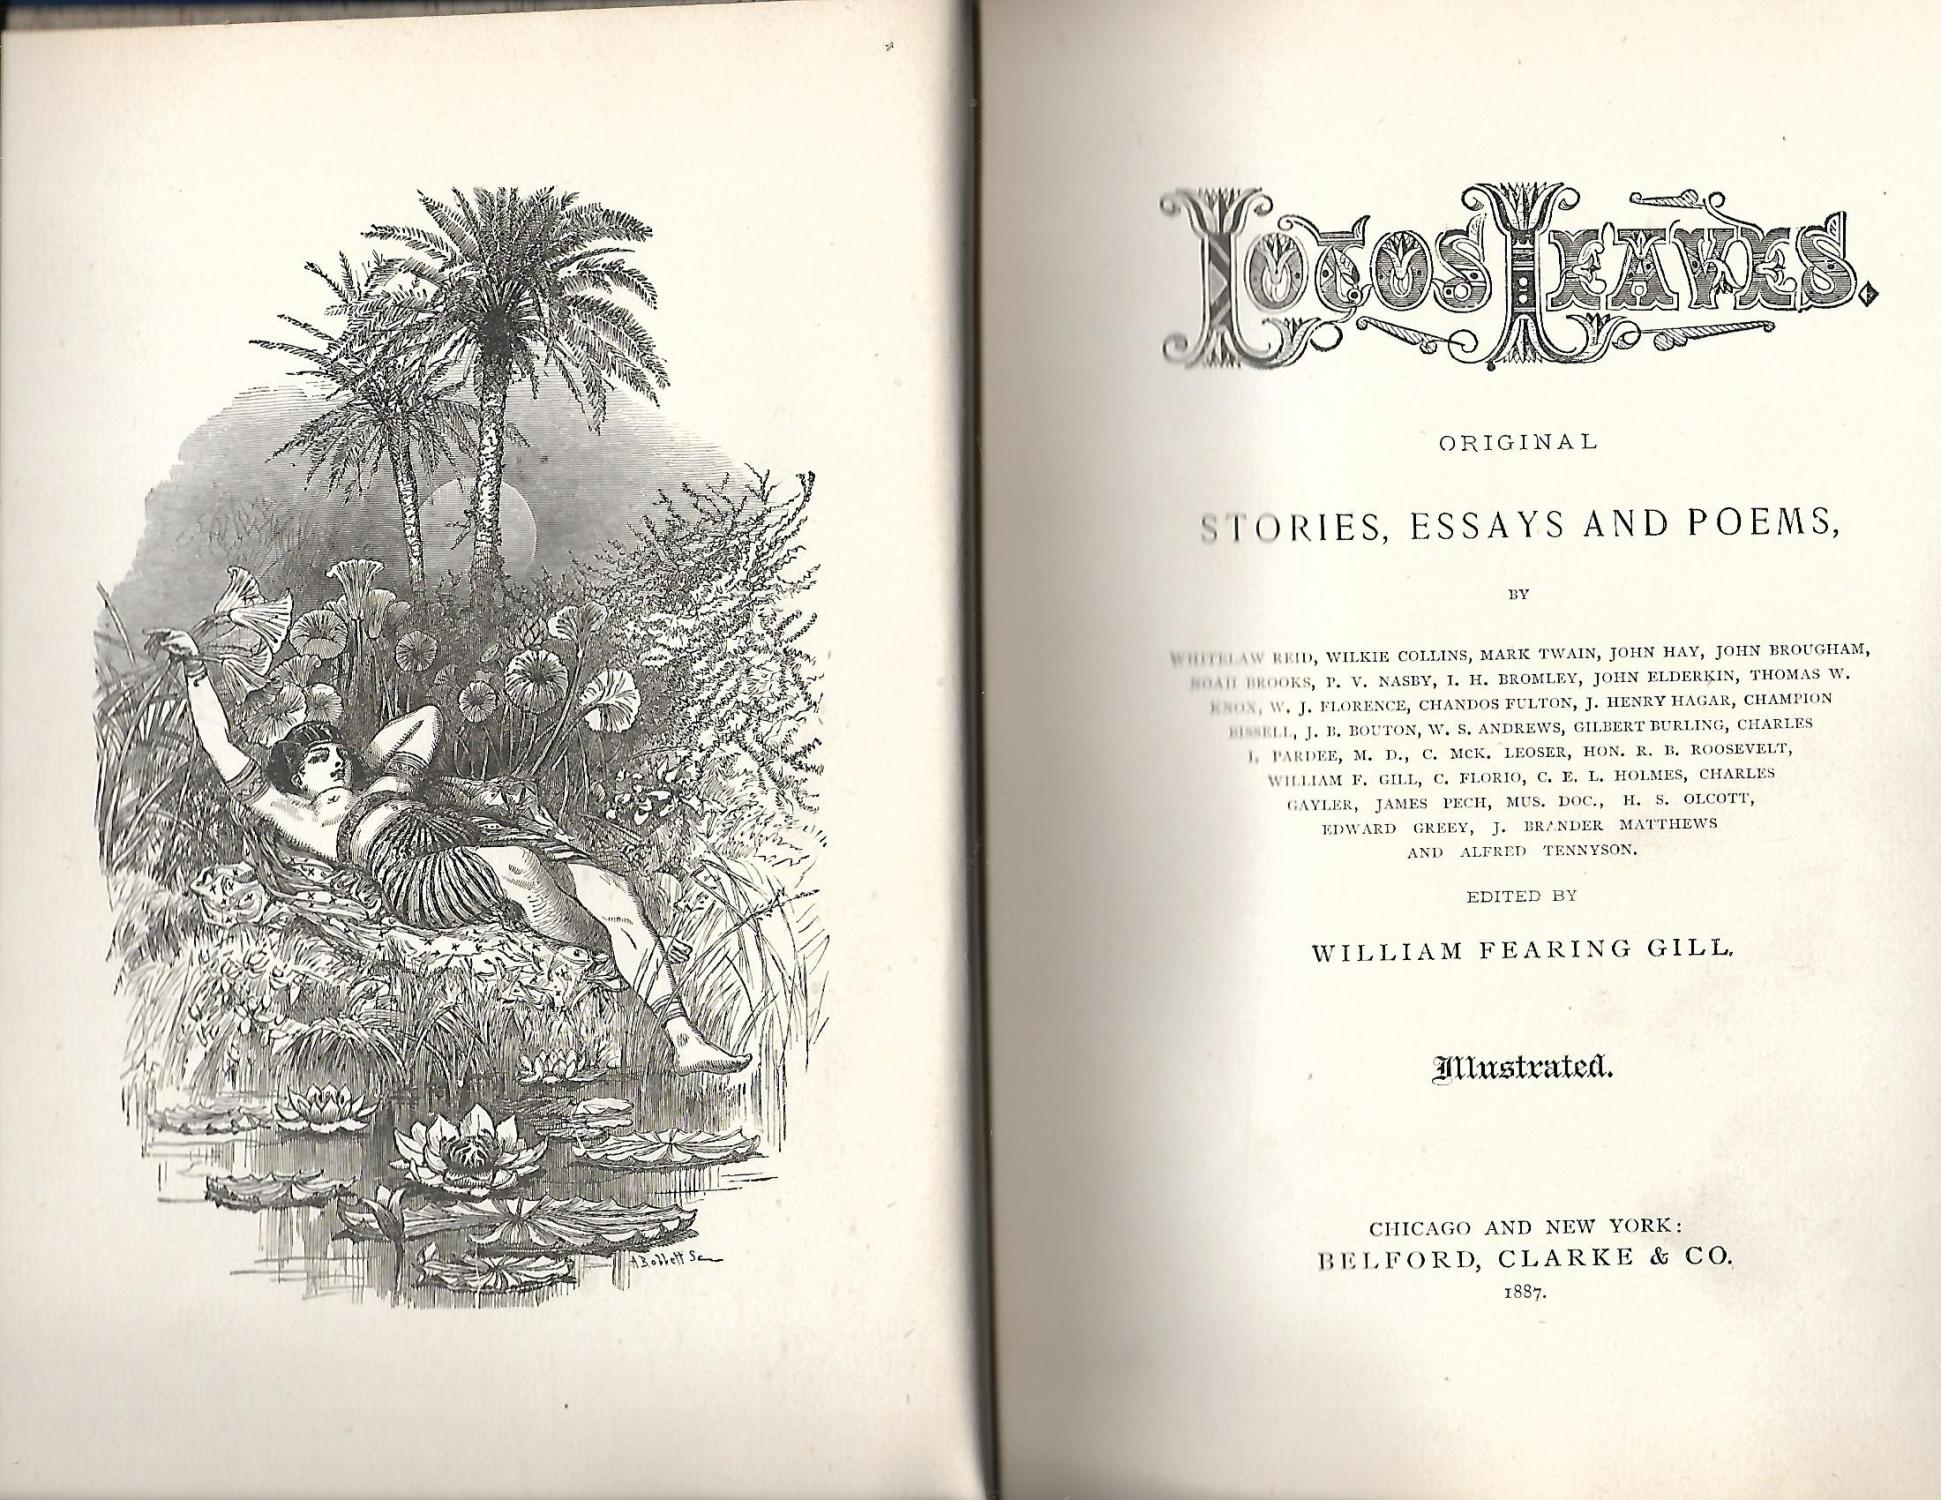 A Bobbett Sc
LOTOS LEAVES.
ORIGINAL
STORIES, ESSAYS AND POEMS,
BY
WHITELAW REID, WILKIE COLLINS, MARK TWAIN, JOHN HAY, JOHN BROUGHAM,
NOAH BROOKS, P. V. NASBY, I. H. BROMLEY, JOHN ELDERKIN, THOMAS W.
KNOX, W. J. FLORENCE, CHANDOS FULTON, J. HENRY HAGAR, CHAMPION
BISSELL, J. B. BOUTON, W. S. ANDREWS, GILBERT BURLING, CHARLES
I. PARDEE, M. D., C. MCK. LEOSER, HON. R. B. ROOSEVELT,
WILLIAM F. GILL, C. FLORIO, C. E. L. HOLMES, CHARLES
GAYLER, JAMES PECH, MUS. DOC., H. S. OLCOTT,
EDWARD GREEY, J. BRANDER MATTHEWS
AND ALFRED TENNYSON.
EDITED BY
WILLIAM FEARING GILL.
Illustrated.
CHICAGO AND NEW YORK:
BELFORD, CLARKE & CO.
1887.